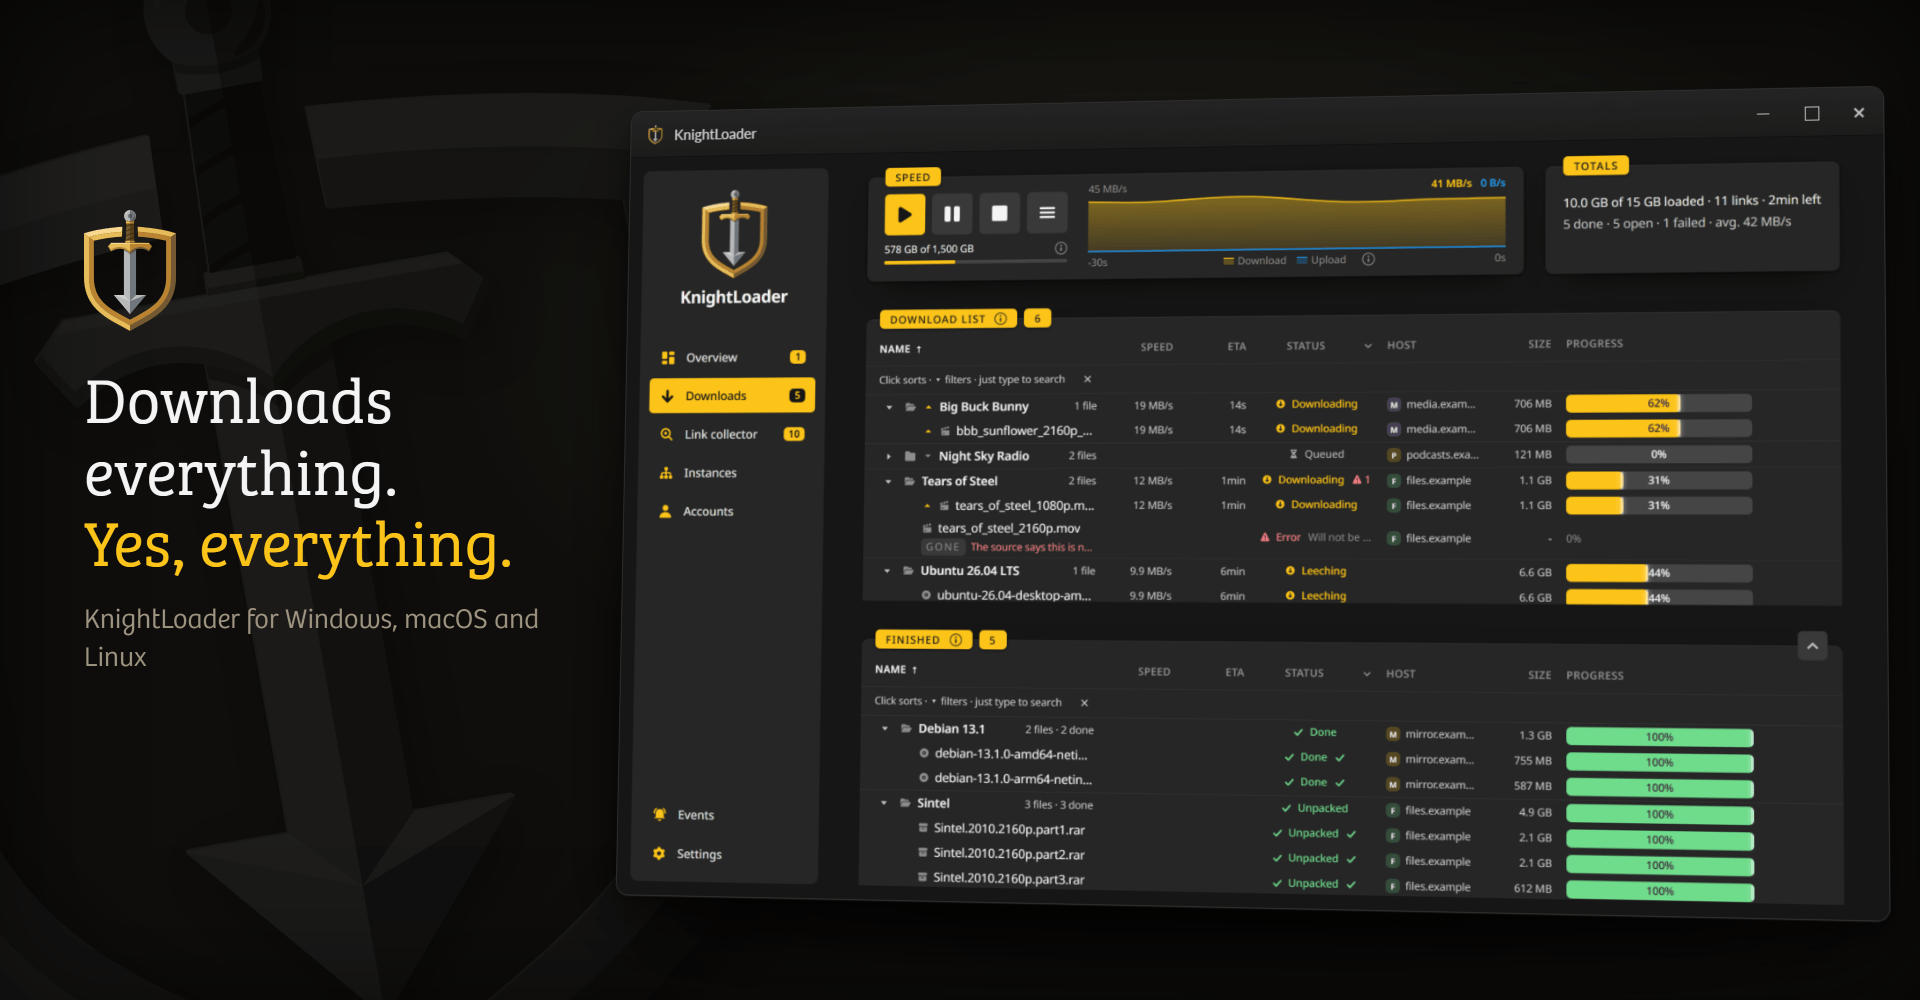 Downloads
everything.
Yes, everything.
KnightLoader for Windows, macOS and
Linux
KnightLoader
KnightLoader
Overview 1
Downloads 5
Link collector 10
Instances
Accounts
Events
Settings
SPEED
578 GB of 1,500 GB
45 MB/s 41 MB/s 0 B/s
-30s Download Upload 0s
TOTALS
10.0 GB of 15 GB loaded · 11 links · 2min left
5 done · 5 open · 1 failed · avg. 42 MB/s
DOWNLOAD LIST 6
NAME ↑ SPEED ETA STATUS HOST SIZE PROGRESS
Click sorts · ▾ filters · just type to search ×
Big Buck Bunny 1 file 19 MB/s 14s Downloading M media.exam... 706 MB 62%
bbb_sunflower_2160p_... 19 MB/s 14s Downloading M media.exam... 706 MB 62%
Night Sky Radio 2 files Queued P podcasts.exa... 121 MB 0%
Tears of Steel 2 files 12 MB/s 1min Downloading 1 F files.example 1.1 GB 31%
tears_of_steel_1080p.m... 12 MB/s 1min Downloading F files.example 1.1 GB 31%
tears_of_steel_2160p.mov Error Will not be ... F files.example - 0%
GONE The source says this is n...
Ubuntu 26.04 LTS 1 file 9.9 MB/s 6min Leeching 6.6 GB 44%
ubuntu-26.04-desktop-am... 9.9 MB/s 6min Leeching 6.6 GB 44%
FINISHED 5
NAME ↑ SPEED ETA STATUS HOST SIZE PROGRESS
Click sorts · ▾ filters · just type to search ×
Debian 13.1 2 files · 2 done Done M mirror.exam... 1.3 GB 100%
debian-13.1.0-amd64-neti... Done M mirror.exam... 755 MB 100%
debian-13.1.0-arm64-netin... Done M mirror.exam... 587 MB 100%
Sintel 3 files · 3 done Unpacked F files.example 4.9 GB 100%
Sintel.2010.2160p.part1.rar Unpacked F files.example 2.1 GB 100%
Sintel.2010.2160p.part2.rar Unpacked F files.example 2.1 GB 100%
Sintel.2010.2160p.part3.rar Unpacked F files.example 612 MB 100%